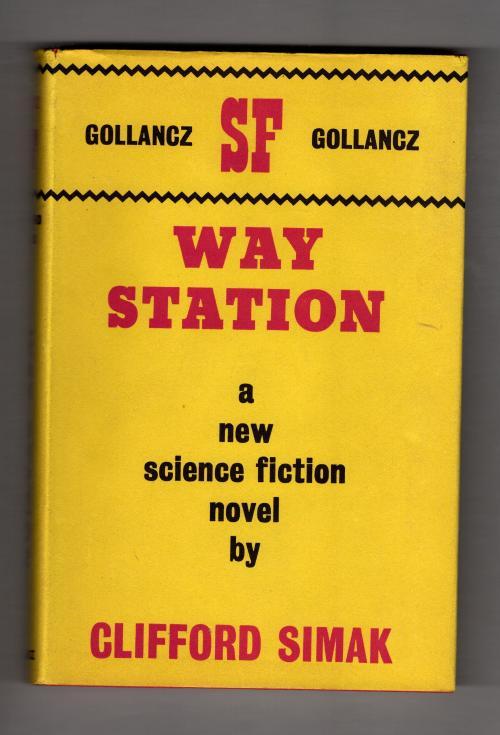 GOLLANCZ SF GOLLANCZ
WAY
STATION
a
new
science fiction
novel
by
CLIFFORD SIMAK